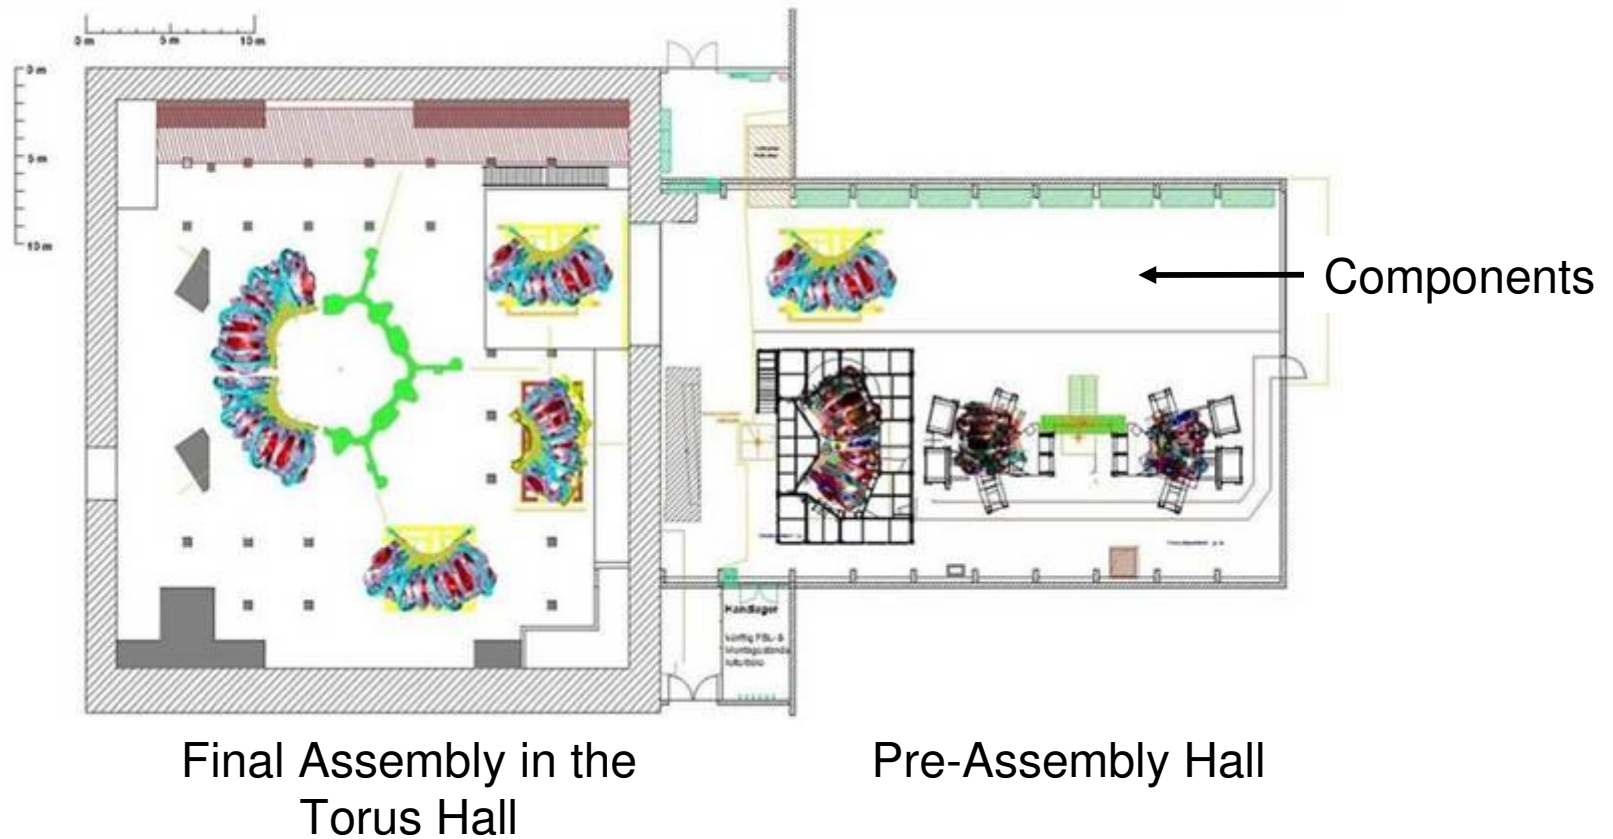 0 m 5 m 10 m
0 m
5 m
10 m
Components
Handlager
Final Assembly in the
Torus Hall
Pre-Assembly Hall